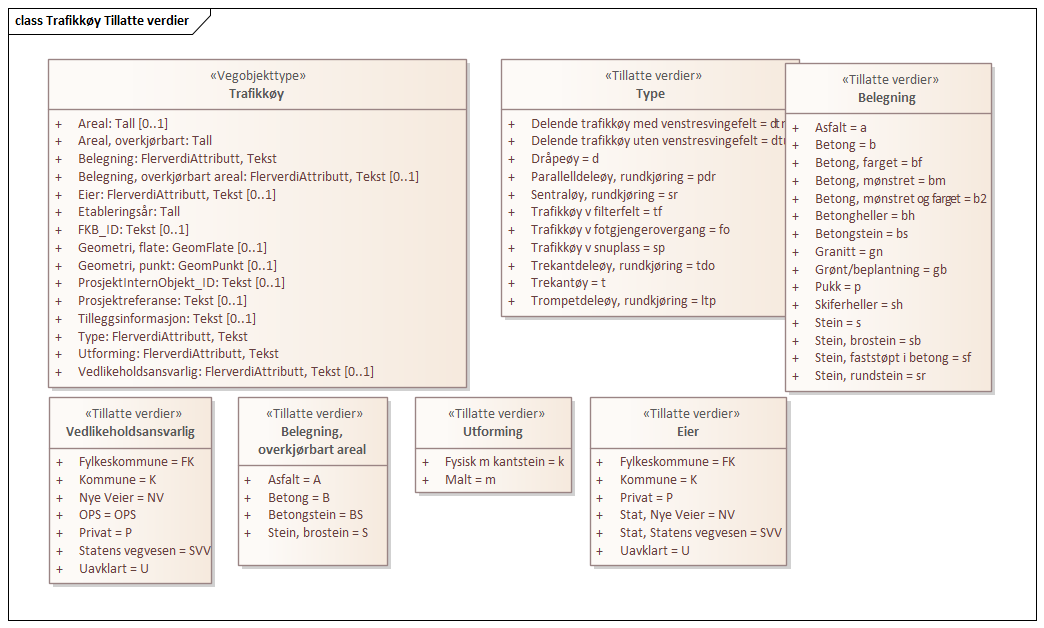 class Trafikkøy Tillatte verdier
«Vegobjekttype»
Trafikkøy
+ Areal: Tall [0..1]
+ Areal, overkjørbart: Tall
+ Belegning: FlerverdiAttributt, Tekst
+ Belegning, overkjørbart areal: FlerverdiAttributt, Tekst [0..1]
+ Eier: FlerverdiAttributt, Tekst [0..1]
+ Etableringsår: Tall
+ FKB_ID: Tekst [0..1]
+ Geometri, flate: GeomFlate [0..1]
+ Geometri, punkt: GeomPunkt [0..1]
+ ProsjektInternObjekt_ID: Tekst [0..1]
+ Prosjektreferanse: Tekst [0..1]
+ Tilleggsinformasjon: Tekst [0..1]
+ Type: FlerverdiAttributt, Tekst
+ Utforming: FlerverdiAttributt, Tekst
+ Vedlikeholdsansvarlig: FlerverdiAttributt, Tekst [0..1]
«Tillatte verdier»
Type
+ Delende trafikkøy med venstresvingefelt =
+ Delende trafikkøy uten venstresvingefelt =
+ Dråpeøy = d
+ Parallelldeleøy, rundkjøring = pdr
+ Sentraløy, rundkjøring = sr
+ Trafikkøy v filterfelt = tf
+ Trafikkøy v fotgjengerovergang = fo
+ Trafikkøy v snuplass = sp
+ Trekantdeleøy, rundkjøring = tdo
+ Trekantøy = t
+ Trompetdeleøy, rundkjøring = ltp
«Tillatte verdier»
Belegning
+ Asfalt = a
+ Betong = b
+ Betong, farget = bf
+ Betong, mønstret = bm
+ Betong, mønstret og farget = b2
+ Betongheller = bh
+ Betongstein = bs
+ Granitt = gn
+ Grønt/beplantning = gb
+ Pukk = p
+ Skiferheller = sh
+ Stein = s
+ Stein, brostein = sb
+ Stein, faststøpt i betong = sf
+ Stein, rundstein = sr
«Tillatte verdier»
Vedlikeholdsansvarlig
+ Fylkeskommune = FK
+ Kommune = K
+ Nye Veier = NV
+ OPS = OPS
+ Privat = P
+ Statens vegvesen = SVV
+ Uavklart = U
«Tillatte verdier»
Belegning,
overkjørbart areal
+ Asfalt = A
+ Betong = B
+ Betongstein = BS
+ Stein, brostein = S
«Tillatte verdier»
Utforming
+ Fysisk m kantstein = k
+ Malt = m
«Tillatte verdier»
Eier
+ Fylkeskommune = FK
+ Kommune = K
+ Privat = P
+ Stat, Nye Veier = NV
+ Stat, Statens vegvesen = SVV
+ Uavklart = U